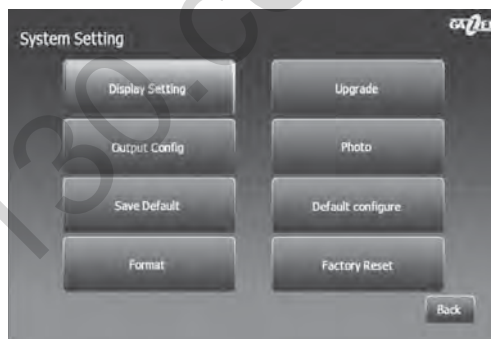 System Setting
Display Setting
Upgrade
Output Config
Photo
Save Default
Default configure
Format
Factory Reset
Back